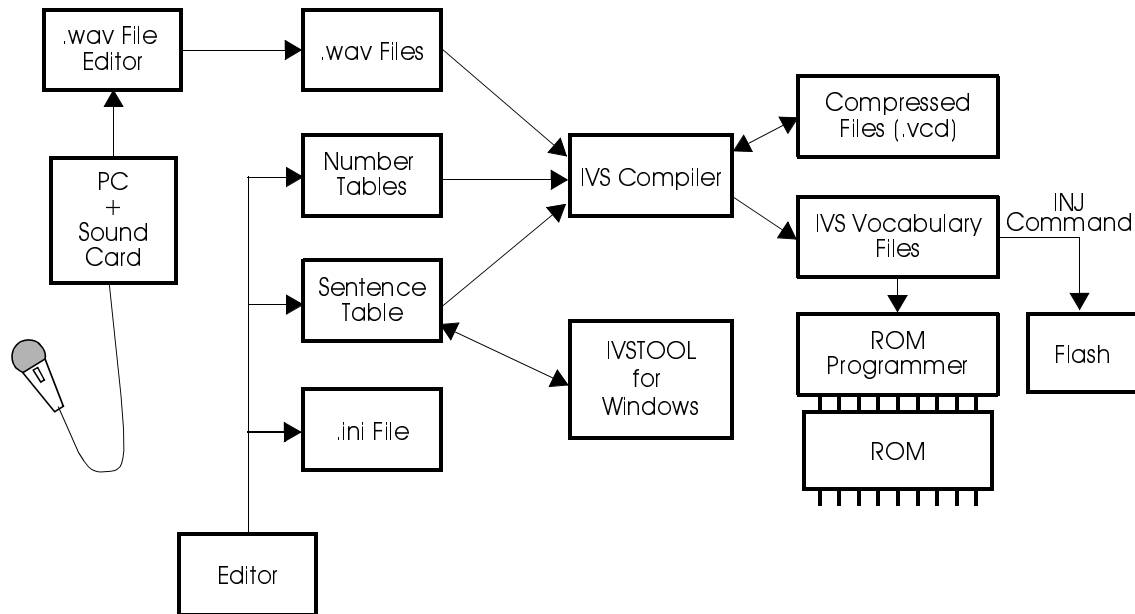 .wav File
Editor
.wav Files
Compressed
Files (.vcd)
PC
+
Sound
Card
Number
Tables
IVS Compiler
IVS Vocabulary
Files
INJ
Command
Sentence
Table
IVSTOOL
for
Windows
ROM
Programmer
Flash
.ini File
ROM
Editor